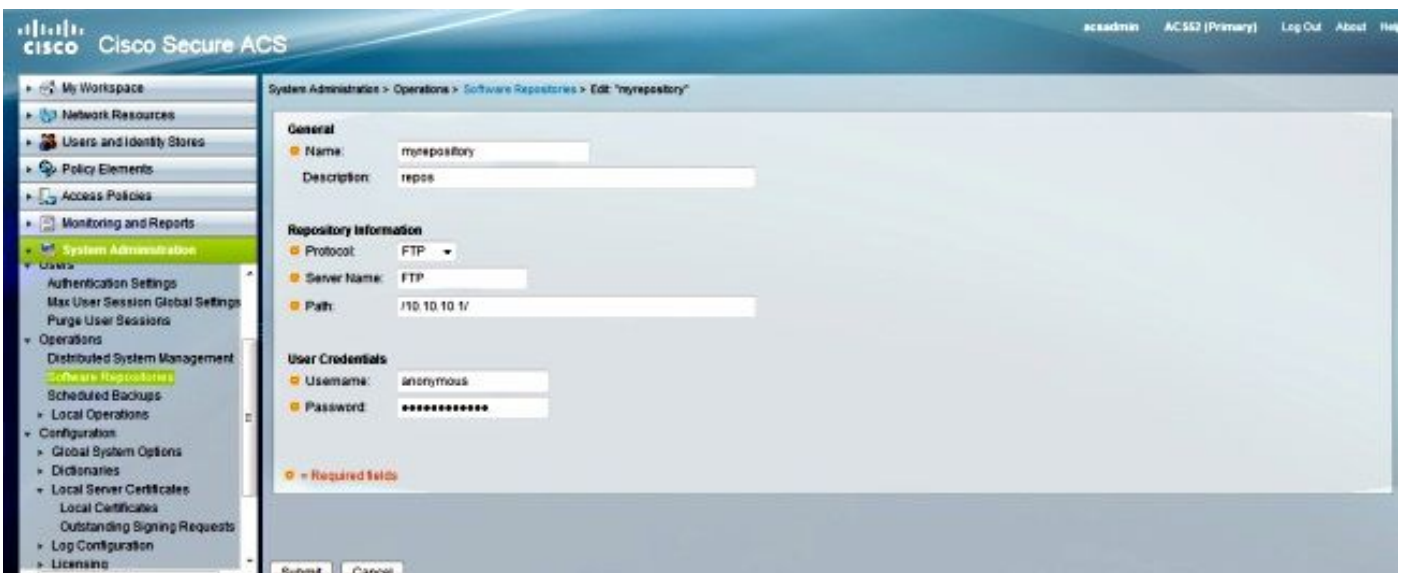 CISCO Cisco Secure ACS
acsadmin ACS52 (Primary) Log Out About Help
My Workspace
Network Resources
Users and Identity Stores
Policy Elements
Access Policies
Monitoring and Reports
System Administration
Users
Authentication Settings
Max User Session Global Settings
Purge User Sessions
Operations
Distributed System Management
Software Repositories
Scheduled Backups
Local Operations
Configuration
Global System Options
Dictionaries
Local Server Certificates
Local Certificates
Outstanding Signing Requests
Log Configuration
Licensing
System Administration > Operations > Software Repositories > Edit: "myrepository"
General
Name: myrepository
Description: repos
Repository Information
Protocol: FTP
Server Name: FTP
Path: /10.10.10.1/
User Credentials
Username: anonymous
Password: ••••••••••••
= Required fields
Submit Cancel